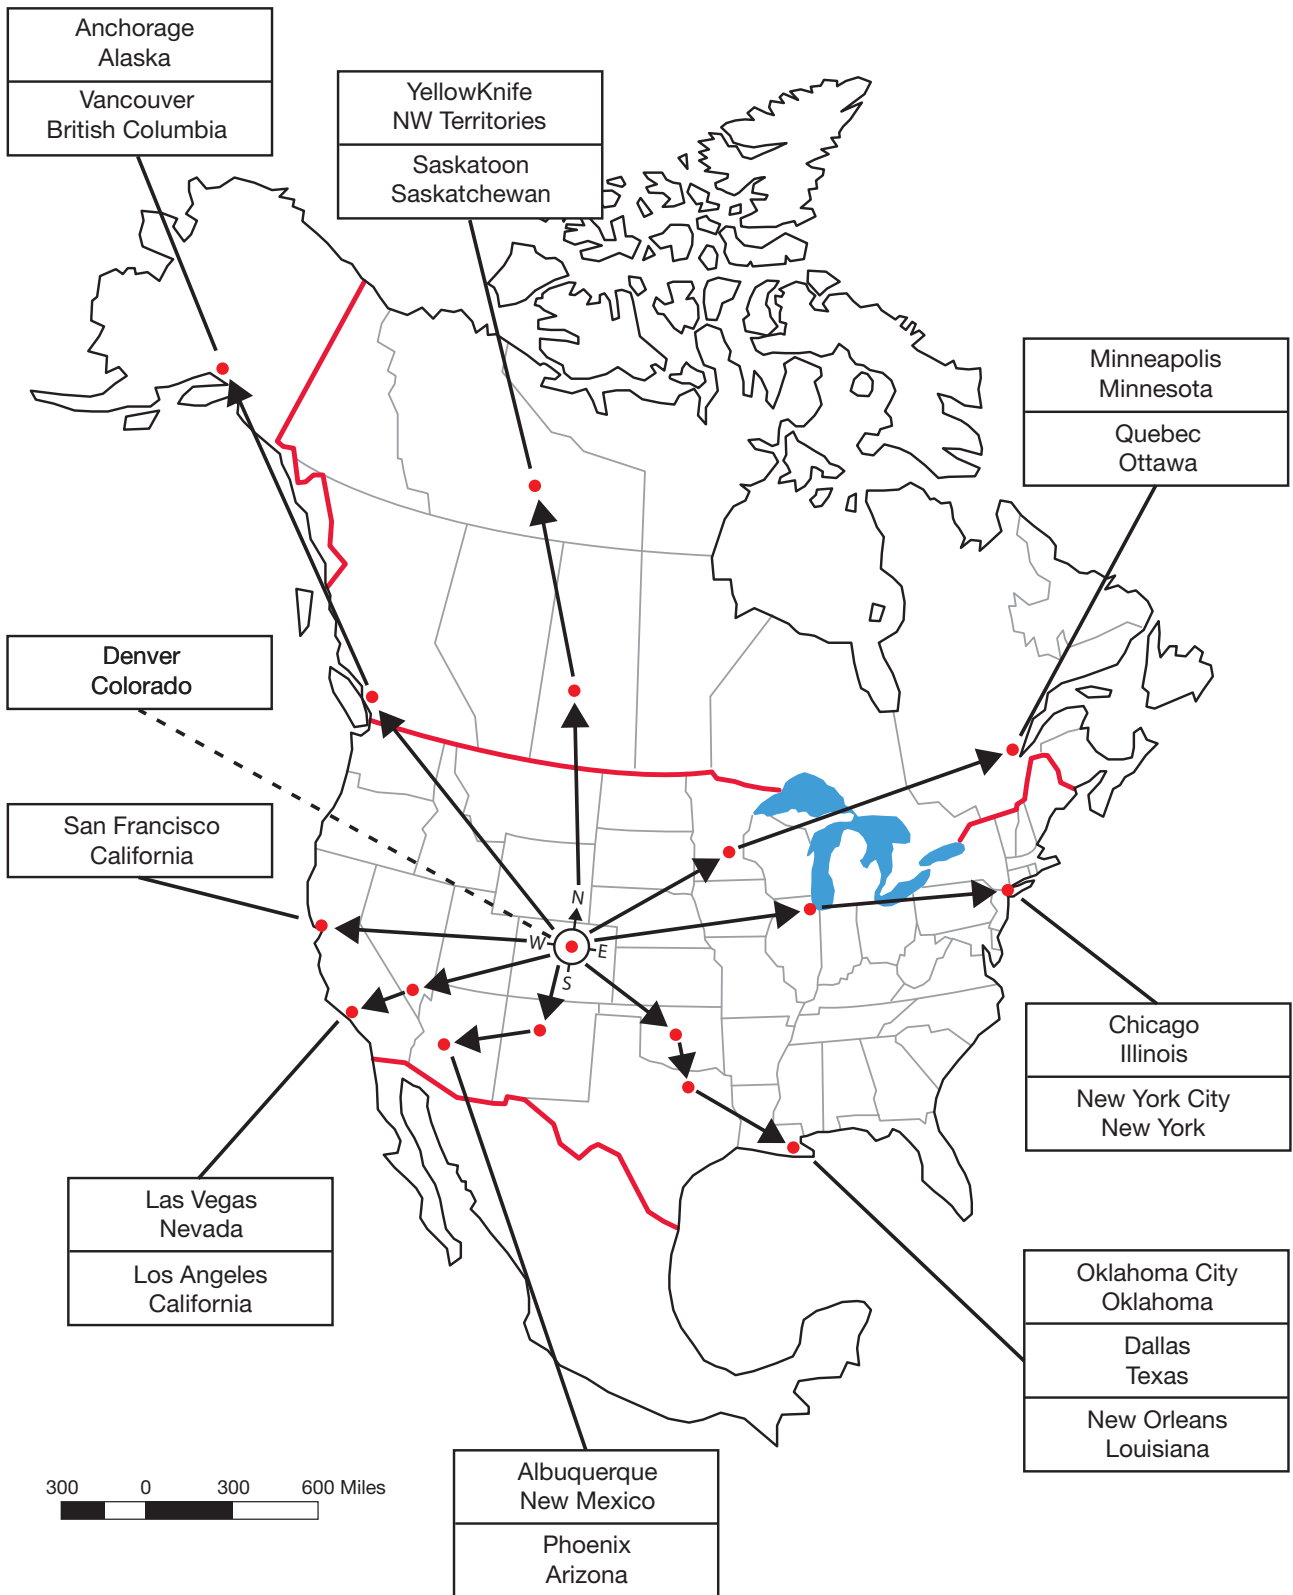 Anchorage
Alaska
Vancouver
British Columbia
YellowKnife
NW Territories
Saskatoon
Saskatchewan
Minneapolis
Minnesota
Quebec
Ottawa
Denver
Colorado
San Francisco
California
N
W
E
S
Chicago
Illinois
New York City
New York
Las Vegas
Nevada
Los Angeles
California
Oklahoma City
Oklahoma
Dallas
Texas
New Orleans
Louisiana
Albuquerque
New Mexico
Phoenix
Arizona
300 0 300 600 Miles